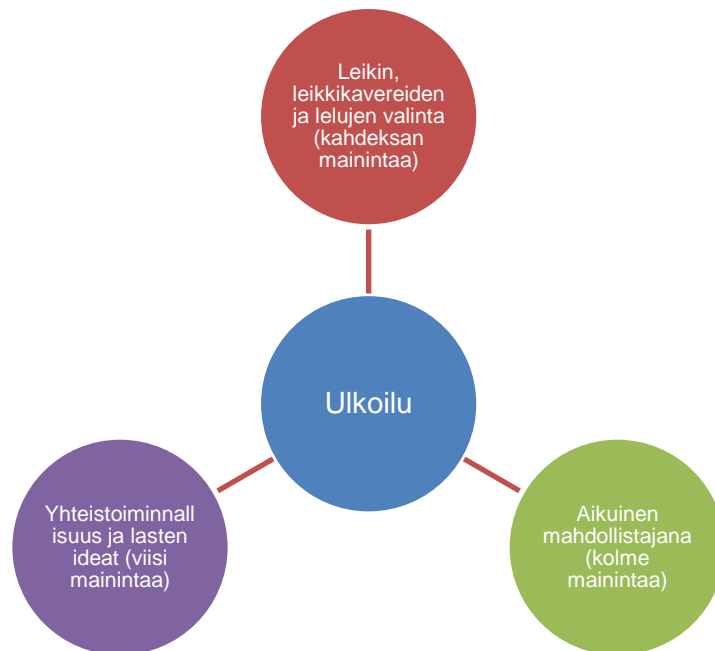 Leikin,
leikkikavereiden
ja lelujen valinta
(kahdeksan
mainintaa)
Ulkoilu
Yhteistoiminnall
isuus ja lasten
ideat (viisi
mainintaa)
Aikuinen
mahdollistajana
(kolme
mainintaa)